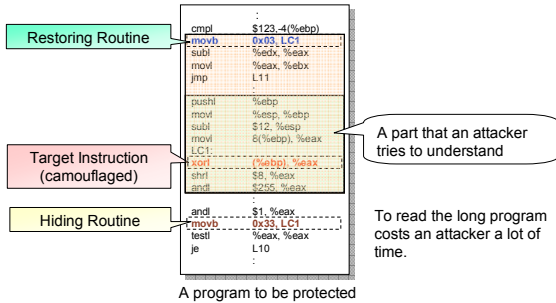 Restoring Routine
Target Instruction
(camouflaged)
Hiding Routine
:
cmpl $123,-4(%ebp)
movb 0x03, LC1
subl %edx, %eax
movl %eax, %ebx
jmp L11
:
pushl %ebp
movl %esp, %ebp
subl $12, %esp
movl 8(%ebp), %eax
LC1:
xorl (%ebp), %eax
shrl $8, %eax
andl $255, %eax
:
andl $1, %eax
movb 0x33, LC1
testl %eax, %eax
je L10
:
A part that an attacker
tries to understand
To read the long program
costs an attacker a lot of
time.
A program to be protected